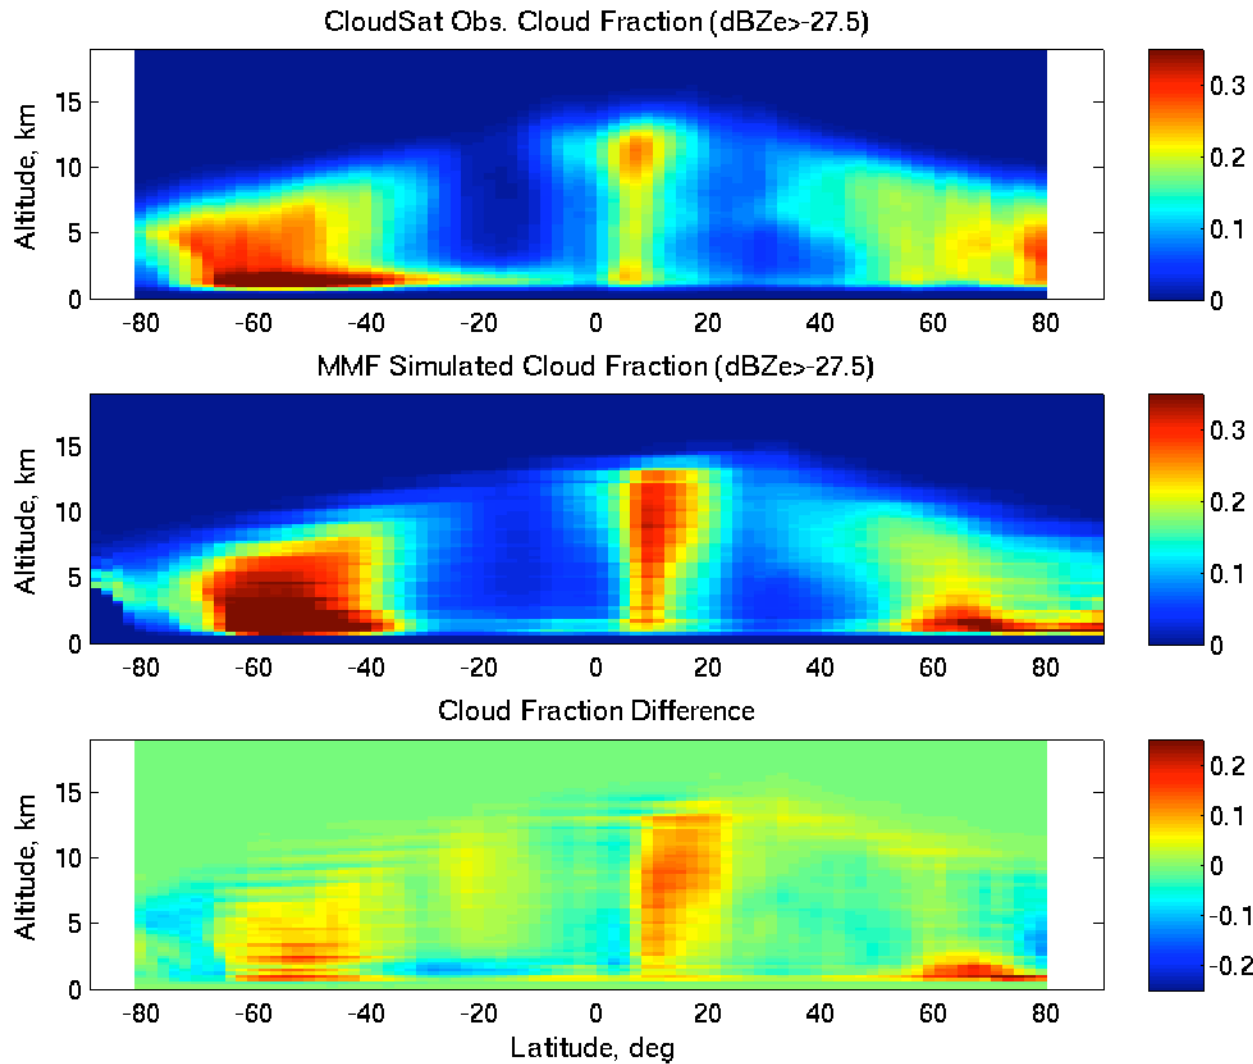 CloudSat Obs. Cloud Fraction (dBZe>-27.5)
Altitude, km
15
10
5
0
-80 -60 -40 -20 0 20 40 60 80
0.3
0.2
0.1
0
MMF Simulated Cloud Fraction (dBZe>-27.5)
Altitude, km
15
10
5
0
-80 -60 -40 -20 0 20 40 60 80
0.3
0.2
0.1
0
Cloud Fraction Difference
Altitude, km
15
10
5
0
-80 -60 -40 -20 0 20 40 60 80
0.2
0.1
0
-0.1
-0.2
Latitude, deg